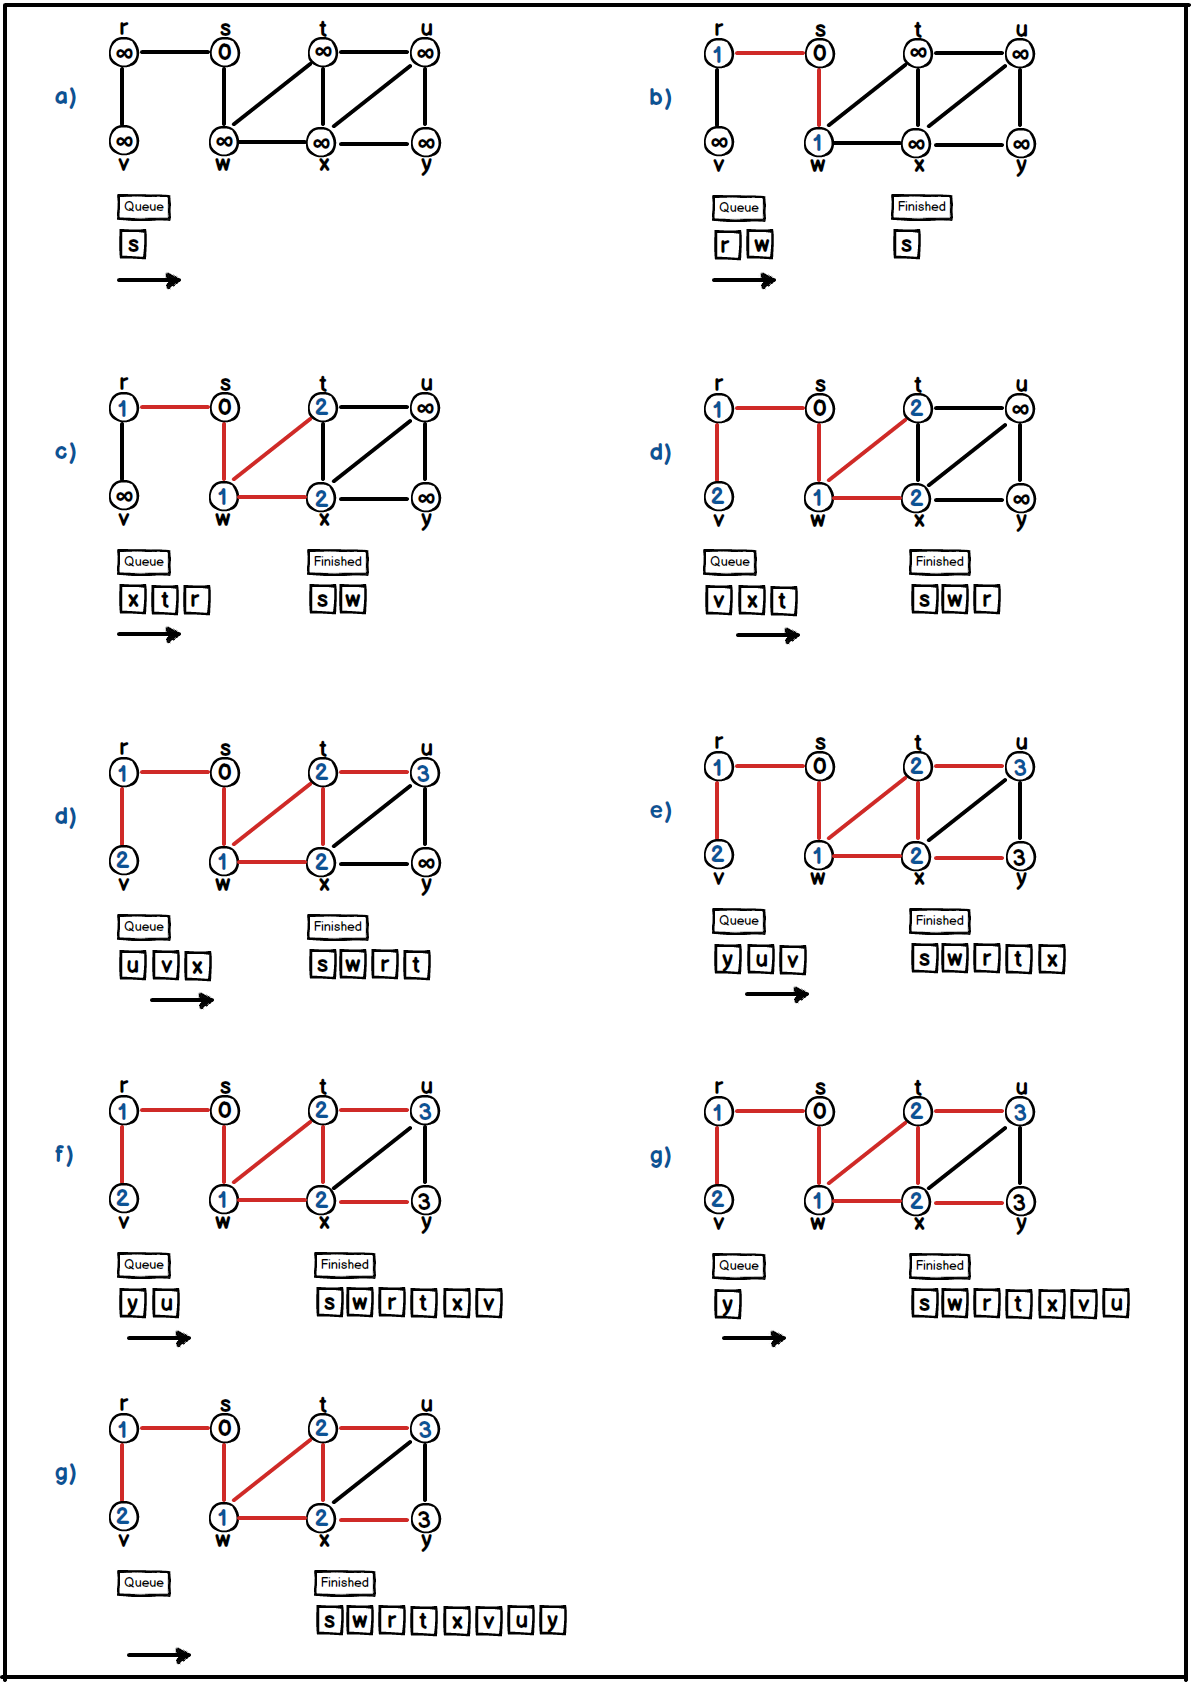 r s t u
∞ 0 ∞ ∞
a)
∞ ∞ ∞ ∞
v w x y
Queue
s
r s t u
1 0 ∞ ∞
b)
∞ 1 ∞ ∞
v w x y
Queue Finished
r w s
r s t u
1 0 2 ∞
c)
∞ 1 2 ∞
v w x y
Queue Finished
x t r s w
r s t u
1 0 2 ∞
d)
2 1 2 ∞
v w x y
Queue Finished
v x t s w r
r s t u
1 0 2 3
d)
2 1 2 ∞
v w x y
Queue Finished
u v x s w r t
r s t u
1 0 2 3
e)
2 1 2 3
v w x y
Queue Finished
y u v s w r t x
r s t u
1 0 2 3
f)
2 1 2 3
v w x y
Queue Finished
y u s w r t x v
r s t u
1 0 2 3
g)
2 1 2 3
v w x y
Queue Finished
y s w r t x v u
r s t u
1 0 2 3
g)
2 1 2 3
v w x y
Queue Finished
s w r t x v u y